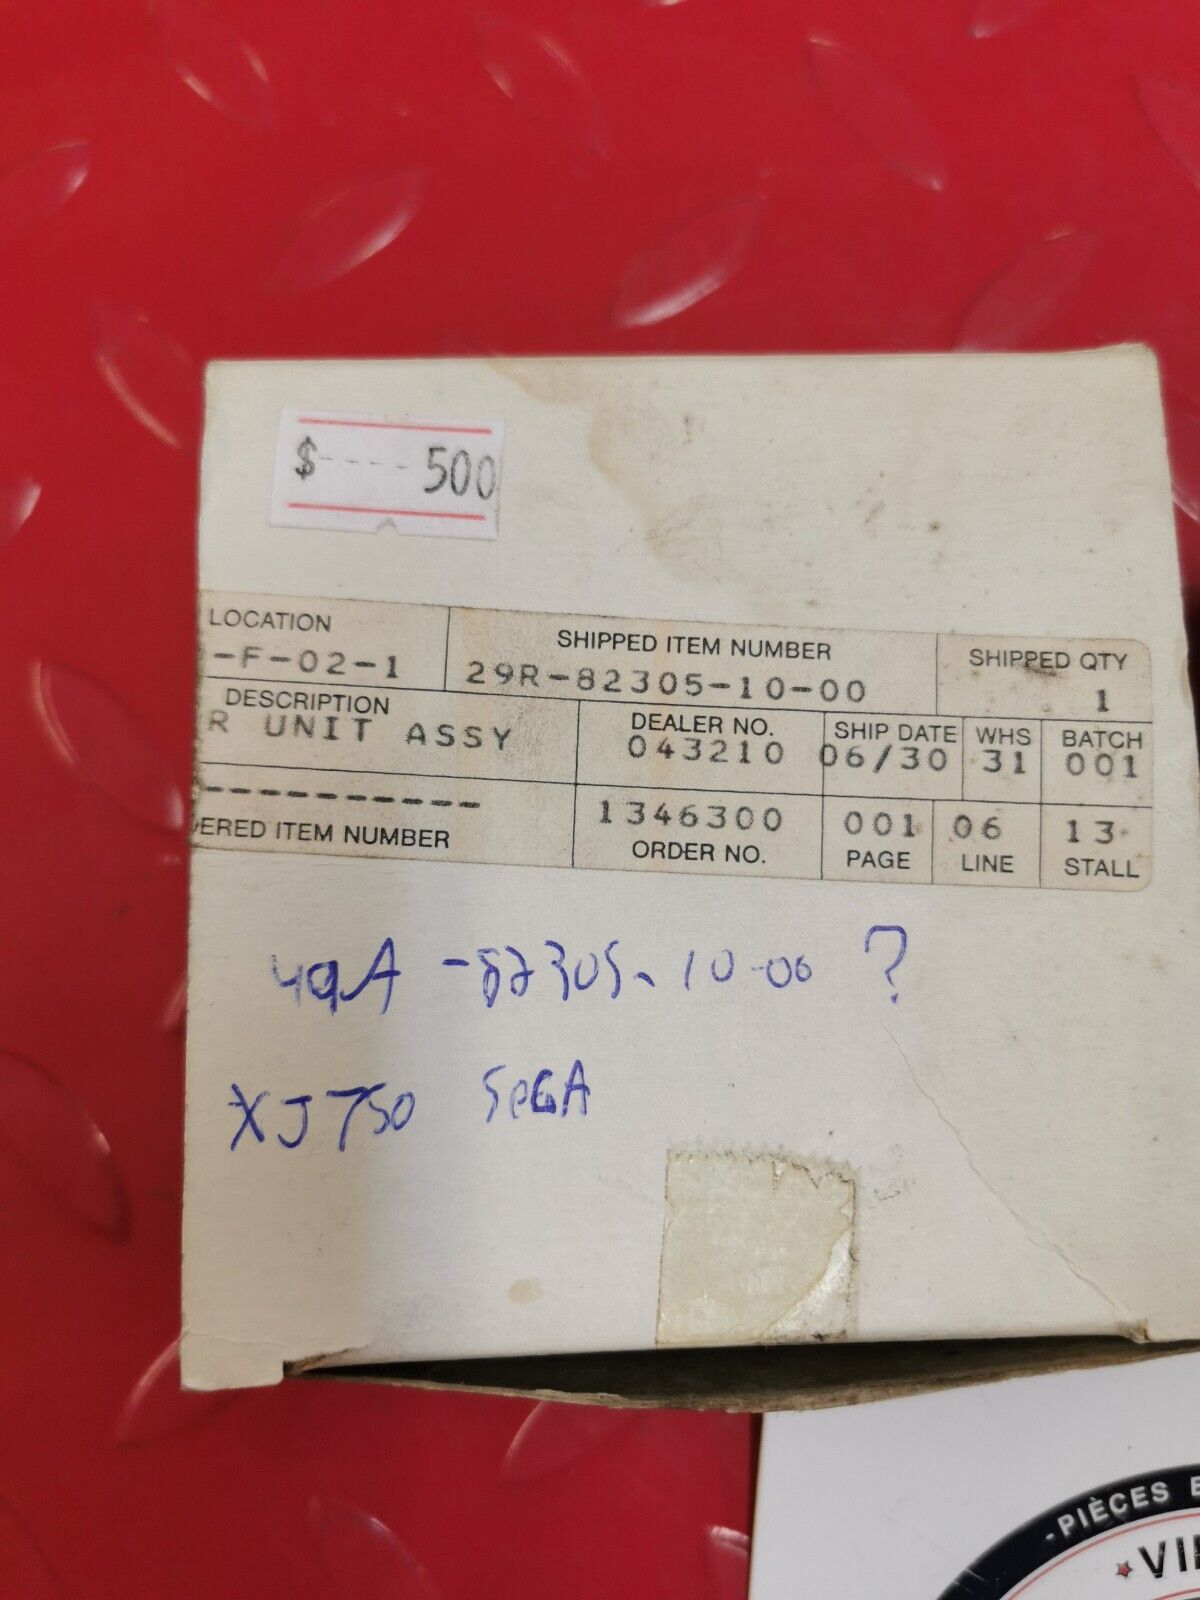 $---- 500
LOCATION SHIPPED ITEM NUMBER SHIPPED QTY
-F-02-1 29R-82305-10-00 1
DESCRIPTION DEALER NO. SHIP DATE WHS BATCH
R UNIT ASSY 043210 06/30 31 001
----------- 1346300 001 06 13
ERED ITEM NUMBER ORDER NO. PAGE LINE STALL
49A -82305-10-00 ?
XJ750 SeGA
-PIÈCES
VI